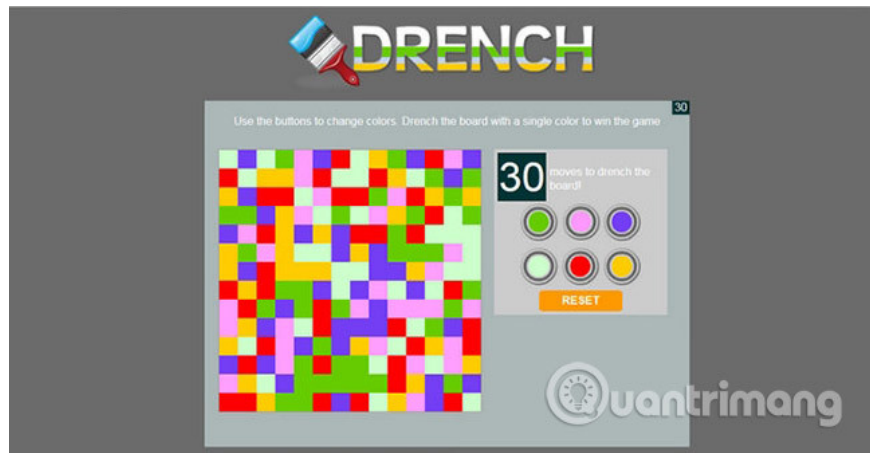 DRENCH
30
Use the buttons to change colors. Drench the board with a single color to win the game
30
moves to drench the
board!
RESET
Quantrimang